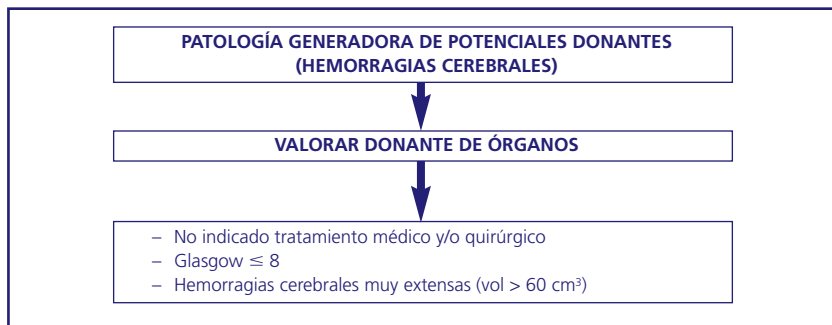 PATOLOGÍA GENERADORA DE POTENCIALES DONANTES
(HEMORRAGIAS CEREBRALES)
VALORAR DONANTE DE ÓRGANOS
– No indicado tratamiento médico y/o quirúrgico
– Glasgow ≤ 8
– Hemorragias cerebrales muy extensas (vol > 60 cm³)